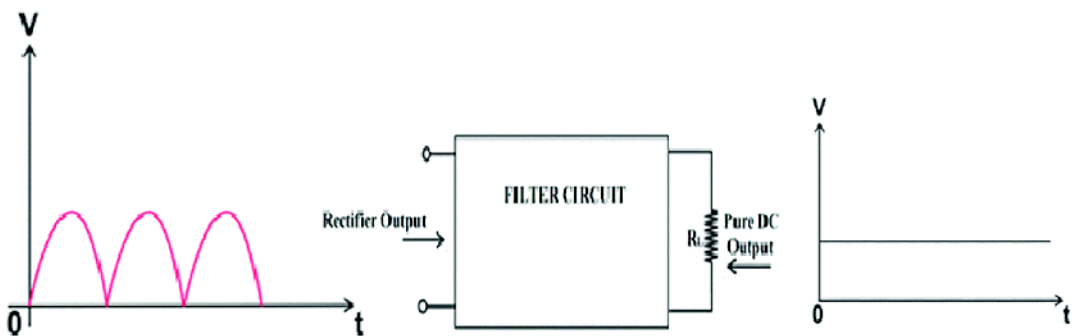 V
0
t
Rectifier Output
FILTER CIRCUIT
RL
Pure DC
Output
V
0
t